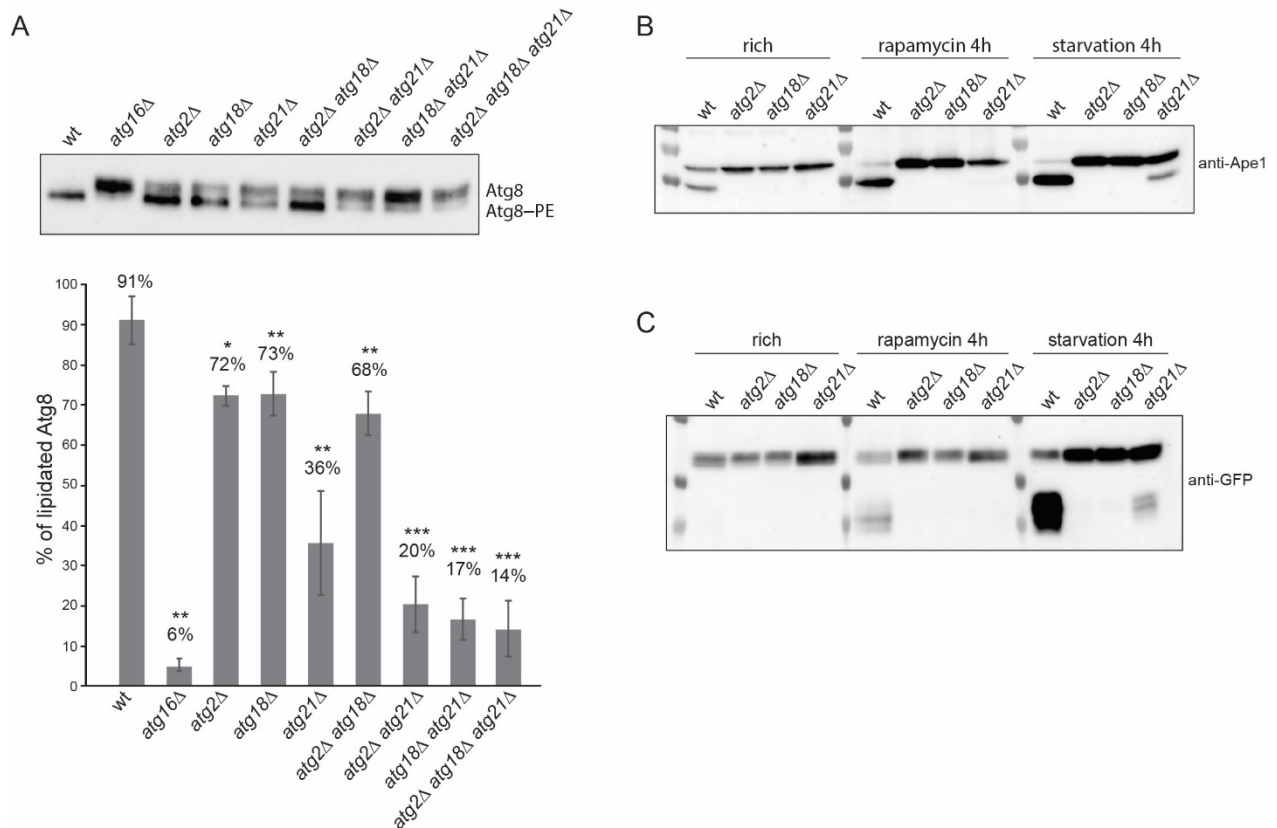 A
wt
atg16Δ
atg2Δ
atg18Δ
atg21Δ
atg2Δ atg18Δ
atg2Δ atg21Δ
atg18Δ atg21Δ
atg2Δ atg18Δ atg21Δ
Atg8
Atg8–PE
% of lipidated Atg8
100
90
80
70
60
50
40
30
20
10
0
91%
**
6%
*
72%
**
73%
**
36%
**
68%
***
20%
***
17%
***
14%
wt
atg16Δ
atg2Δ
atg18Δ
atg21Δ
atg2Δ atg18Δ
atg2Δ atg21Δ
atg18Δ atg21Δ
atg2Δ atg18Δ atg21Δ
B
rich rapamycin 4h starvation 4h
wt atg2Δ atg18Δ atg21Δ wt atg2Δ atg18Δ atg21Δ wt atg2Δ atg18Δ atg21Δ
anti-Ape1
C
rich rapamycin 4h starvation 4h
wt atg2Δ atg18Δ atg21Δ wt atg2Δ atg18Δ atg21Δ wt atg2Δ atg18Δ atg21Δ
anti-GFP